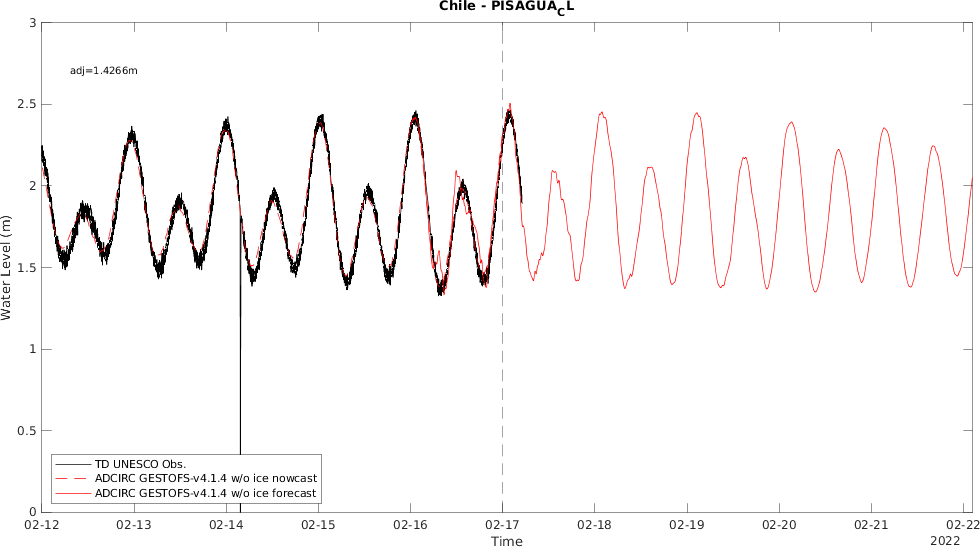 Chile - PISAGUA_CL
3
adj=1.4266m
2.5
2
1.5
1
0.5
0
Water Level (m)
TD UNESCO Obs.
ADCIRC GESTOFS-v4.1.4 w/o ice nowcast
ADCIRC GESTOFS-v4.1.4 w/o ice forecast
02-12 02-13 02-14 02-15 02-16 02-17 02-18 02-19 02-20 02-21 02-22
Time
2022